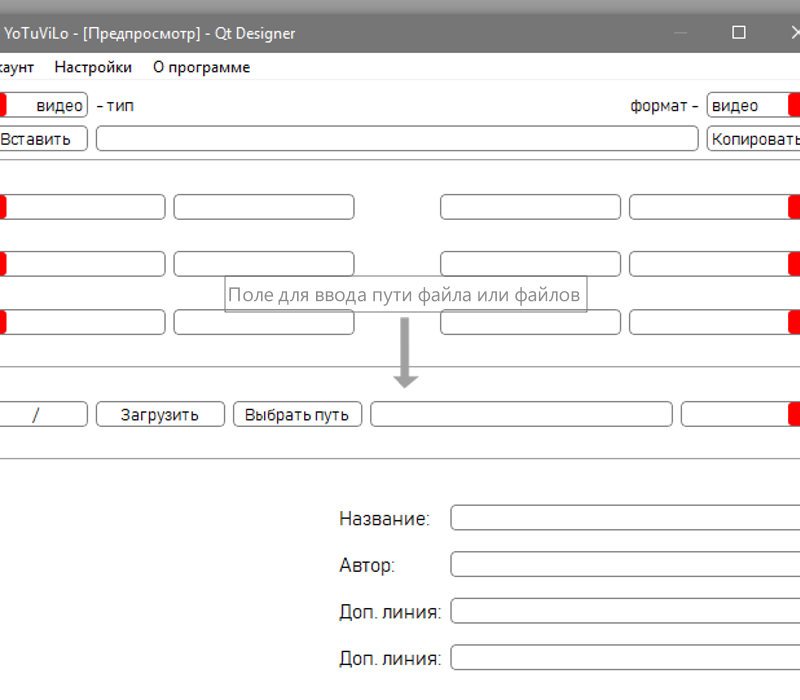 YoTuViLo - [Предпросмотр] - Qt Designer
каунт Настройки О программе
видео - тип формат - видео
Вставить Копировать
Поле для ввода пути файла или файлов
/ Загрузить Выбрать путь
Название:
Автор:
Доп. линия:
Доп. линия: